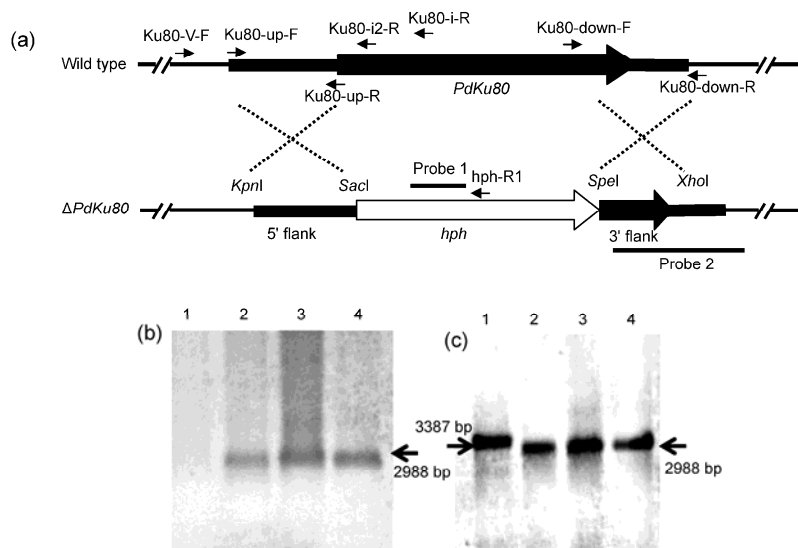 (a)
Ku80-V-F
Ku80-up-F
Ku80-i2-R
Ku80-i-R
Ku80-down-F
Wild type
Ku80-up-R
PdKu80
Ku80-down-R
KpnI
SacI
Probe 1
hph-R1
SpeI
XhoI
ΔPdKu80
5' flank
hph
3' flank
Probe 2
(b)
1 2 3 4
2988 bp
(c)
1 2 3 4
3387 bp
2988 bp